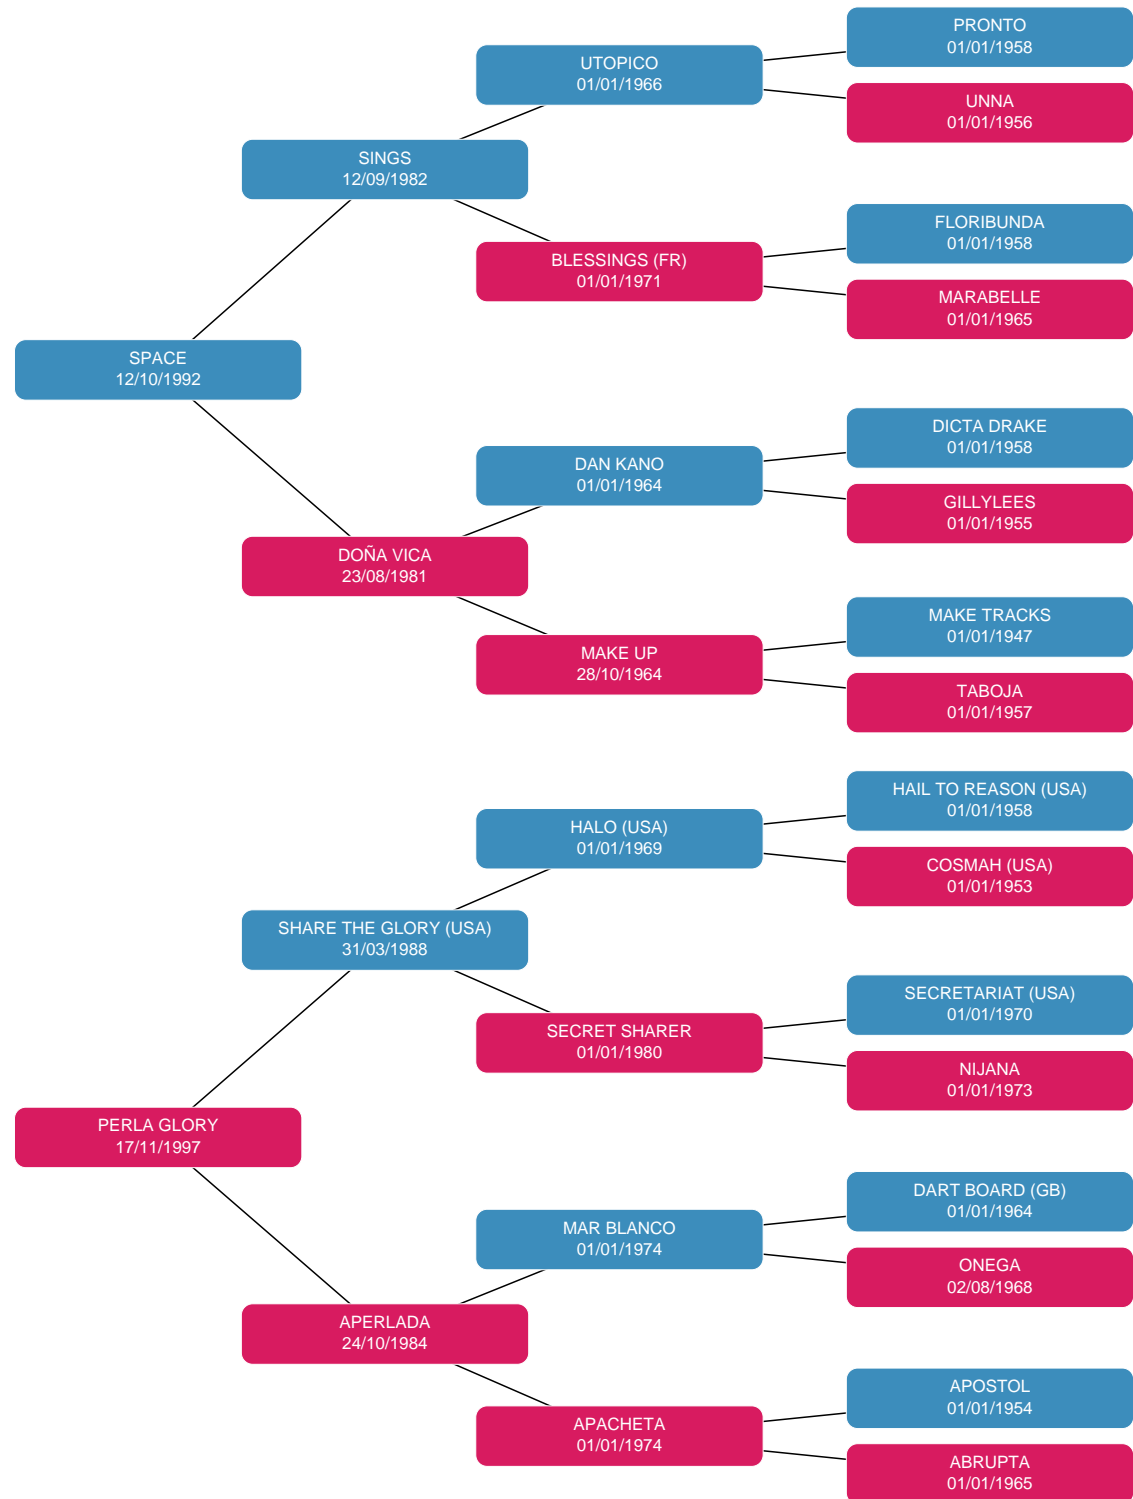 PRONTO
01/01/1958
UTOPICO
01/01/1966
UNNA
01/01/1956
SINGS
12/09/1982
FLORIBUNDA
01/01/1958
BLESSINGS (FR)
01/01/1971
MARABELLE
01/01/1965
SPACE
12/10/1992
DICTA DRAKE
01/01/1958
DAN KANO
01/01/1964
GILLYLEES
01/01/1955
DOÑA VICA
23/08/1981
MAKE TRACKS
01/01/1947
MAKE UP
28/10/1964
TABOJA
01/01/1957
HAIL TO REASON (USA)
01/01/1958
HALO (USA)
01/01/1969
COSMAH (USA)
01/01/1953
SHARE THE GLORY (USA)
31/03/1988
SECRETARIAT (USA)
01/01/1970
SECRET SHARER
01/01/1980
NIJANA
01/01/1973
PERLA GLORY
17/11/1997
DART BOARD (GB)
01/01/1964
MAR BLANCO
01/01/1974
ONEGA
02/08/1968
APERLADA
24/10/1984
APOSTOL
01/01/1954
APACHETA
01/01/1974
ABRUPTA
01/01/1965